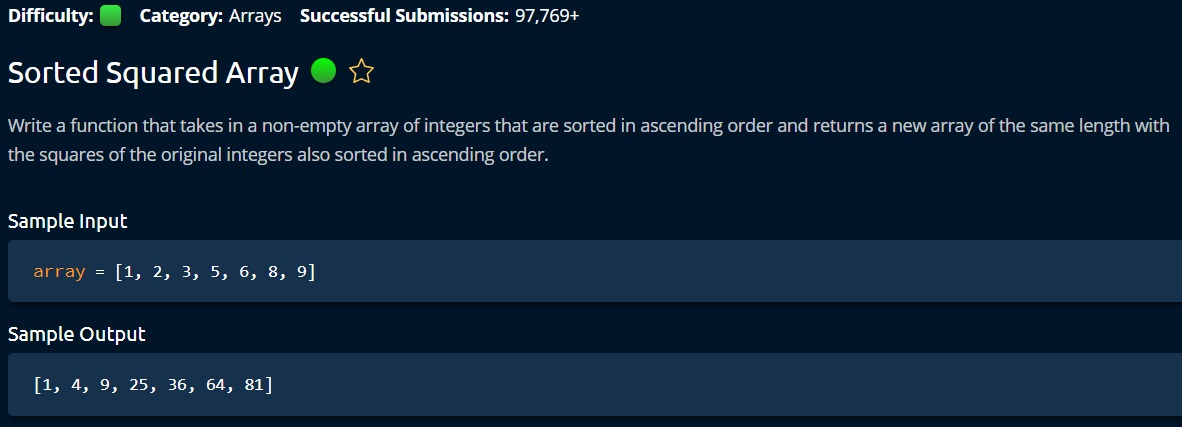 Difficulty: Category: Arrays Successful Submissions: 97,769+
Sorted Squared Array
Write a function that takes in a non-empty array of integers that are sorted in ascending order and returns a new array of the same length with
the squares of the original integers also sorted in ascending order.
Sample Input
array = [1, 2, 3, 5, 6, 8, 9]
Sample Output
[1, 4, 9, 25, 36, 64, 81]